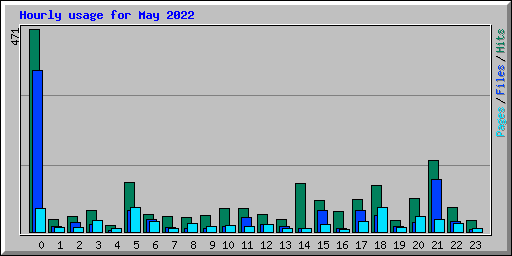 Hourly usage for May 2022
471
Pages/Files/Hits
0 1 2 3 4 5 6 7 8 9 10 11 12 13 14 15 16 17 18 19 20 21 22 23